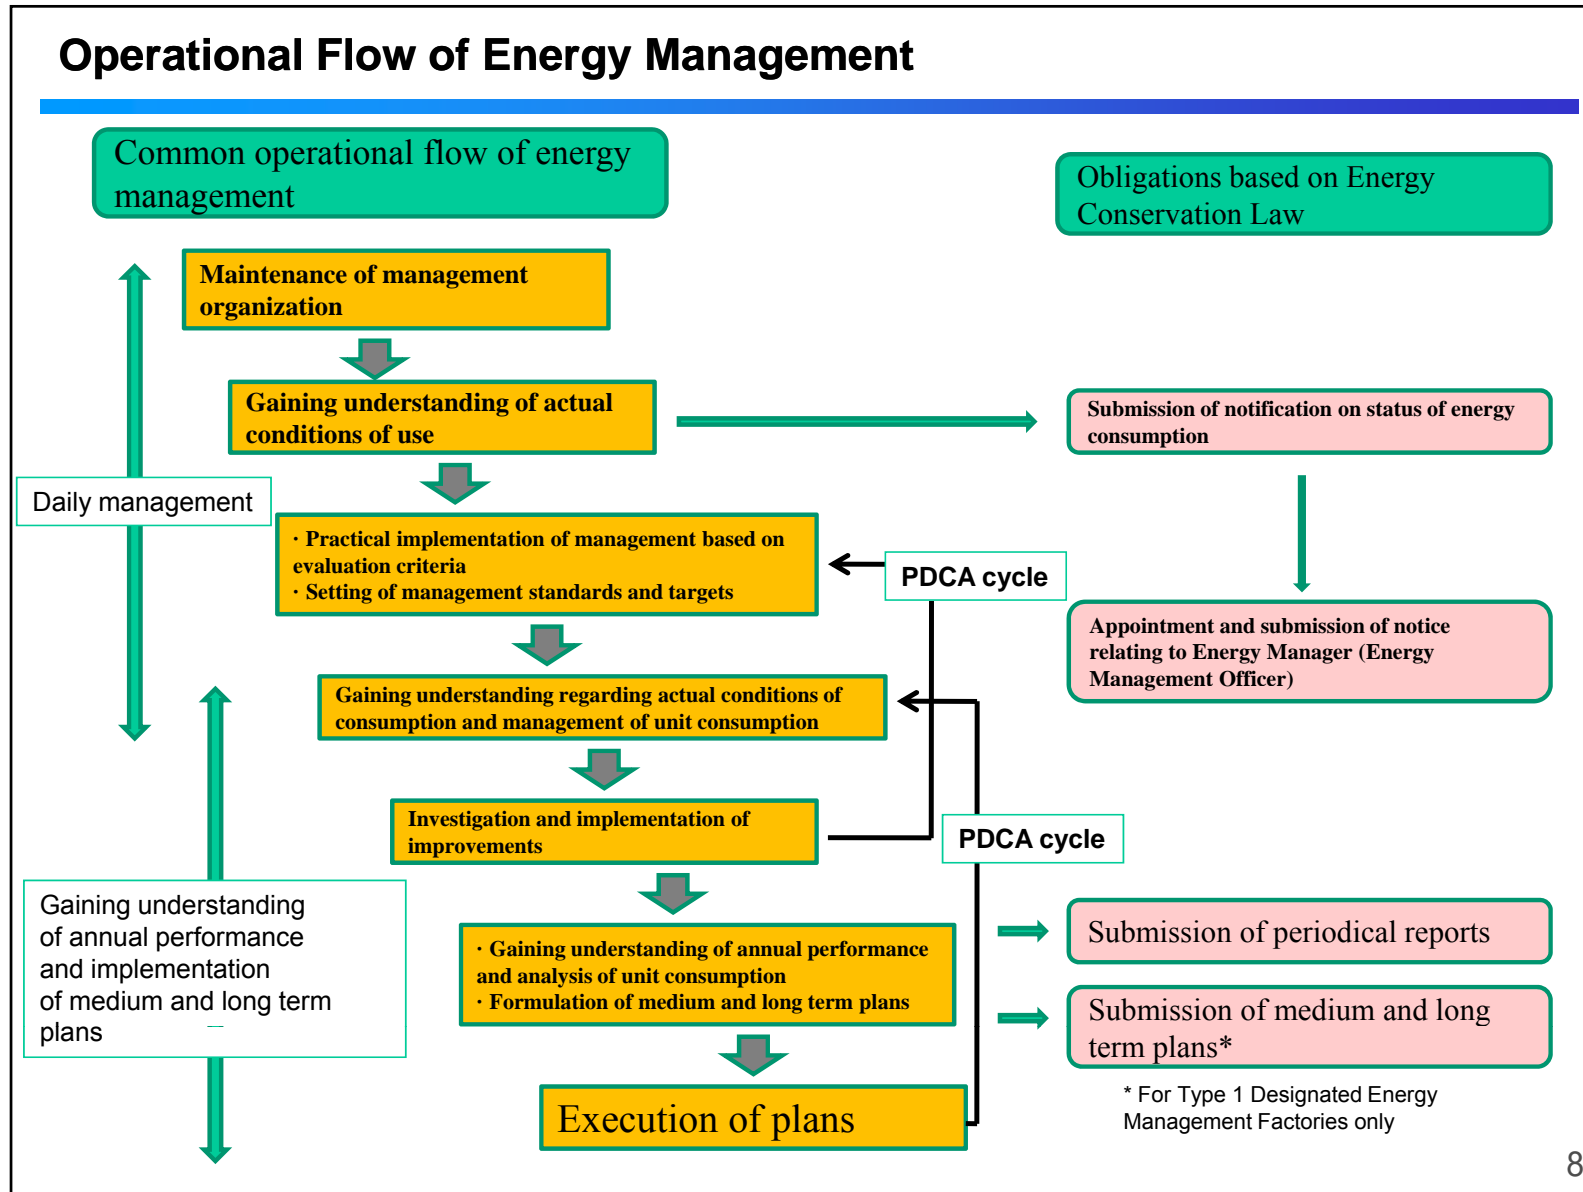 Operational Flow of Energy Management
Common operational flow of energy
management
Obligations based on Energy
Conservation Law
Maintenance of management
organization
Gaining understanding of actual
conditions of use
Submission of notification on status of energy
consumption
Daily management
· Practical implementation of management based on
evaluation criteria
· Setting of management standards and targets
PDCA cycle
Appointment and submission of notice
relating to Energy Manager (Energy
Management Officer)
Gaining understanding regarding actual conditions of
consumption and management of unit consumption
Investigation and implementation of
improvements
PDCA cycle
Gaining understanding
of annual performance
and implementation
of medium and long term
plans
· Gaining understanding of annual performance
and analysis of unit consumption
· Formulation of medium and long term plans
Submission of periodical reports
Submission of medium and long
term plans*
Execution of plans
* For Type 1 Designated Energy
Management Factories only
8